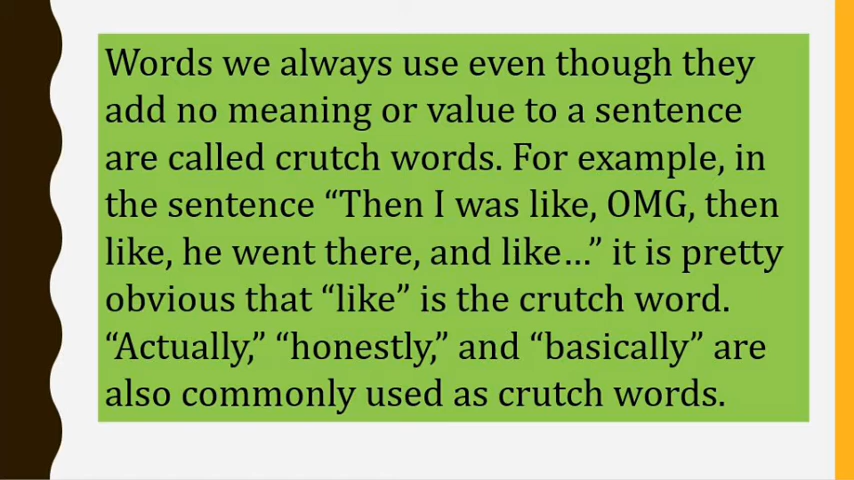 Words we always use even though they
add no meaning or value to a sentence
are called crutch words. For example, in
the sentence “Then I was like, OMG, then
like, he went there, and like…” it is pretty
obvious that “like” is the crutch word.
“Actually,” “honestly,” and “basically” are
also commonly used as crutch words.